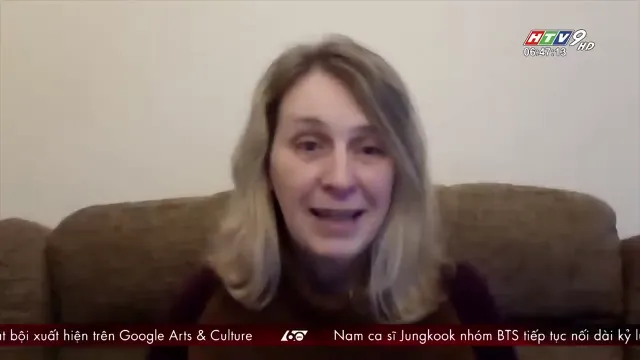 HTV9 HD
06:47:13
t bội xuất hiện trên Google Arts & Culture 60 Nam ca sĩ Jungkook nhóm BTS tiếp tục nối dài kỷ l